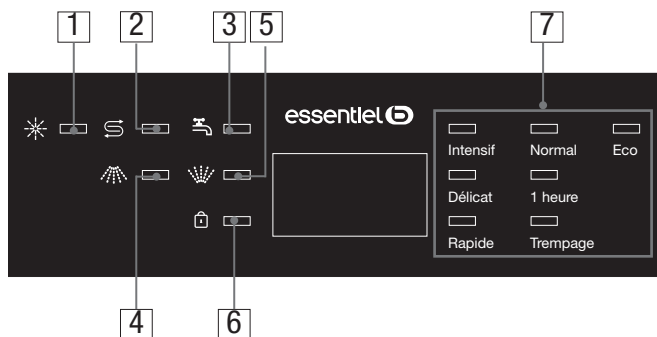 1 2 3 5 7
essentiel b
Intensif Normal Eco
Délicat 1 heure
Rapide Trempage
4 6